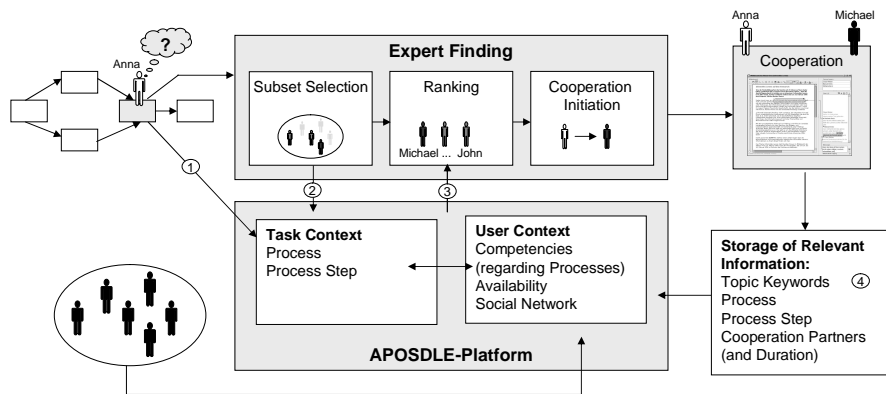 Anna
?
Expert Finding
Subset Selection
Ranking
Michael ... John
Cooperation
Initiation
Anna
Michael
Cooperation
1
2
3
Task Context
Process
Process Step
User Context
Competencies
(regarding Processes)
Availability
Social Network
APOSDLE-Platform
Storage of Relevant
Information:
Topic Keywords
4
Process
Process Step
Cooperation Partners
(and Duration)